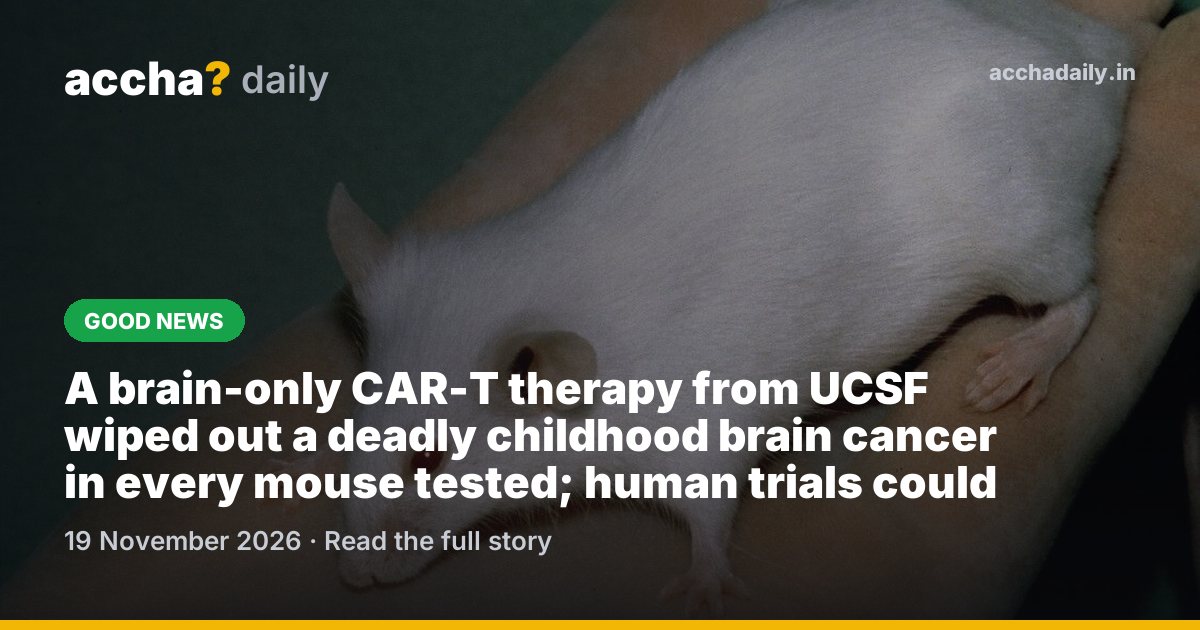 accha? daily
acchadaily.in
GOOD NEWS
A brain-only CAR-T therapy from UCSF
wiped out a deadly childhood brain cancer
in every mouse tested; human trials could
19 November 2026 · Read the full story